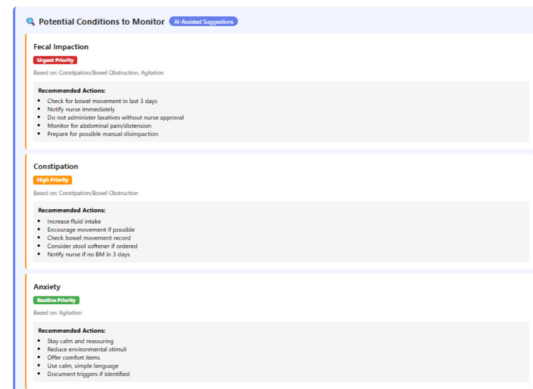 Potential Conditions to Monitor AI-Assisted Suggestions
Fecal Impaction
Urgent Priority
Based on: Constipation/Bowel Obstruction, Agitation
Recommended Actions:
• Check for bowel movement in last 3 days
• Notify nurse immediately
• Do not administer laxatives without nurse approval
• Monitor for abdominal pain/distension
• Prepare for possible manual disimpaction
Constipation
High Priority
Based on: Constipation/Bowel Obstruction
Recommended Actions:
• Increase fluid intake
• Encourage movement if possible
• Check bowel movement record
• Consider stool softener if ordered
• Notify nurse if no BM in 3 days
Anxiety
Routine Priority
Based on: Agitation
Recommended Actions:
• Stay calm and reassuring
• Reduce environmental stimuli
• Offer comfort items
• Use calm, simple language
• Document triggers if identified